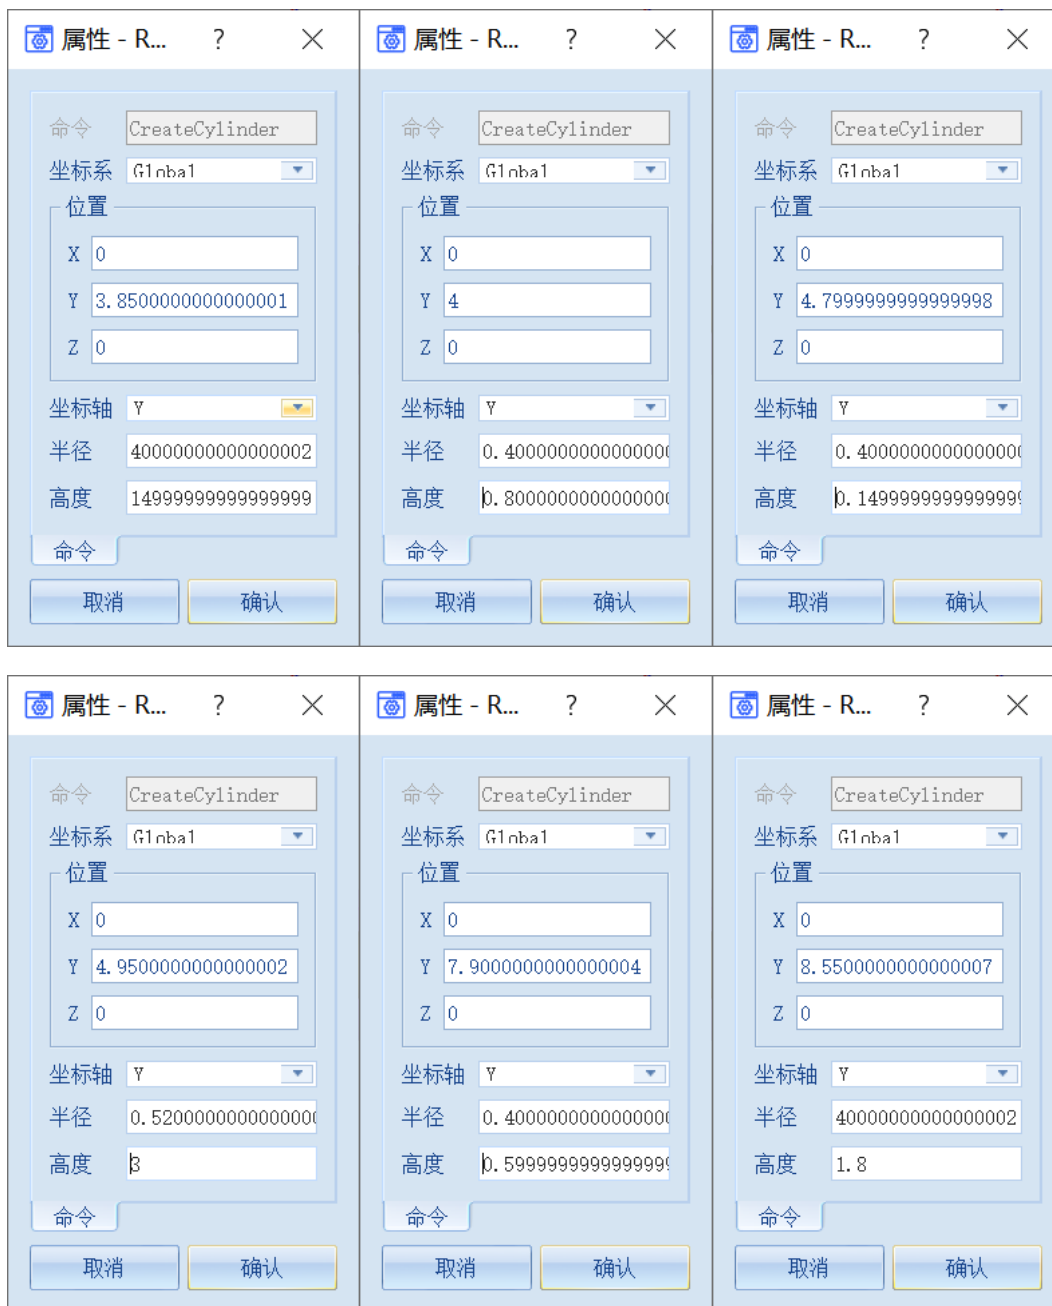 属性 - R... ?
命令 CreateCylinder
坐标系 Global
位置
X 0
Y 3.8500000000000001
Z 0
坐标轴 Y
半径 40000000000000002
高度 14999999999999999
命令
取消 确认
属性 - R... ?
命令 CreateCylinder
坐标系 Global
位置
X 0
Y 4
Z 0
坐标轴 Y
半径 0.4000000000000000
高度 0.8000000000000000
命令
取消 确认
属性 - R... ?
命令 CreateCylinder
坐标系 Global
位置
X 0
Y 4.7999999999999998
Z 0
坐标轴 Y
半径 0.4000000000000000
高度 0.1499999999999999
命令
取消 确认
属性 - R... ?
命令 CreateCylinder
坐标系 Global
位置
X 0
Y 4.9500000000000002
Z 0
坐标轴 Y
半径 0.5200000000000000
高度 3
命令
取消 确认
属性 - R... ?
命令 CreateCylinder
坐标系 Global
位置
X 0
Y 7.9000000000000004
Z 0
坐标轴 Y
半径 0.4000000000000000
高度 0.5999999999999999
命令
取消 确认
属性 - R... ?
命令 CreateCylinder
坐标系 Global
位置
X 0
Y 8.5500000000000007
Z 0
坐标轴 Y
半径 40000000000000002
高度 1.8
命令
取消 确认